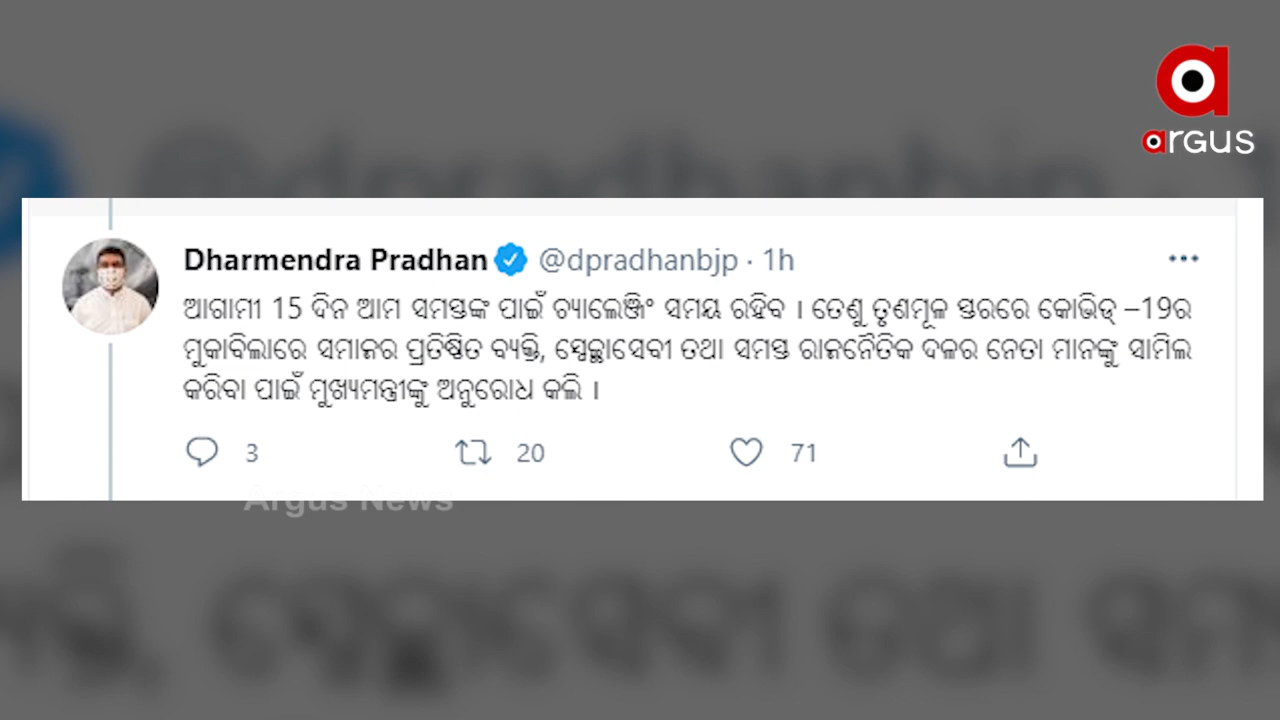 argus
Dharmendra Pradhan @dpradhanbjp · 1h
ଆଗାମୀ 15 ଦିନ ଆମ ସମସ୍ତଙ୍କ ପାଇଁ ଚ୍ୟାଲେଞ୍ଜିଂ ସମୟ ରହିବ । ତେଣୁ ତୃଣମୂଳ ସ୍ତରରେ କୋଭିଡ୍ –19ର
ମୁକାବିଲାରେ ସମାଜର ପ୍ରତିଷ୍ଠିତ ବ୍ୟକ୍ତି, ସ୍ୱେଚ୍ଛାସେବୀ ତଥା ସମସ୍ତ ରାଜନୈତିକ ଦଳର ନେତା ମାନଙ୍କୁ ସାମିଲ
କରିବା ପାଇଁ ମୁଖ୍ୟମନ୍ତ୍ରୀଙ୍କୁ ଅନୁରୋଧ କଲି ।
3 20 71
Argus News